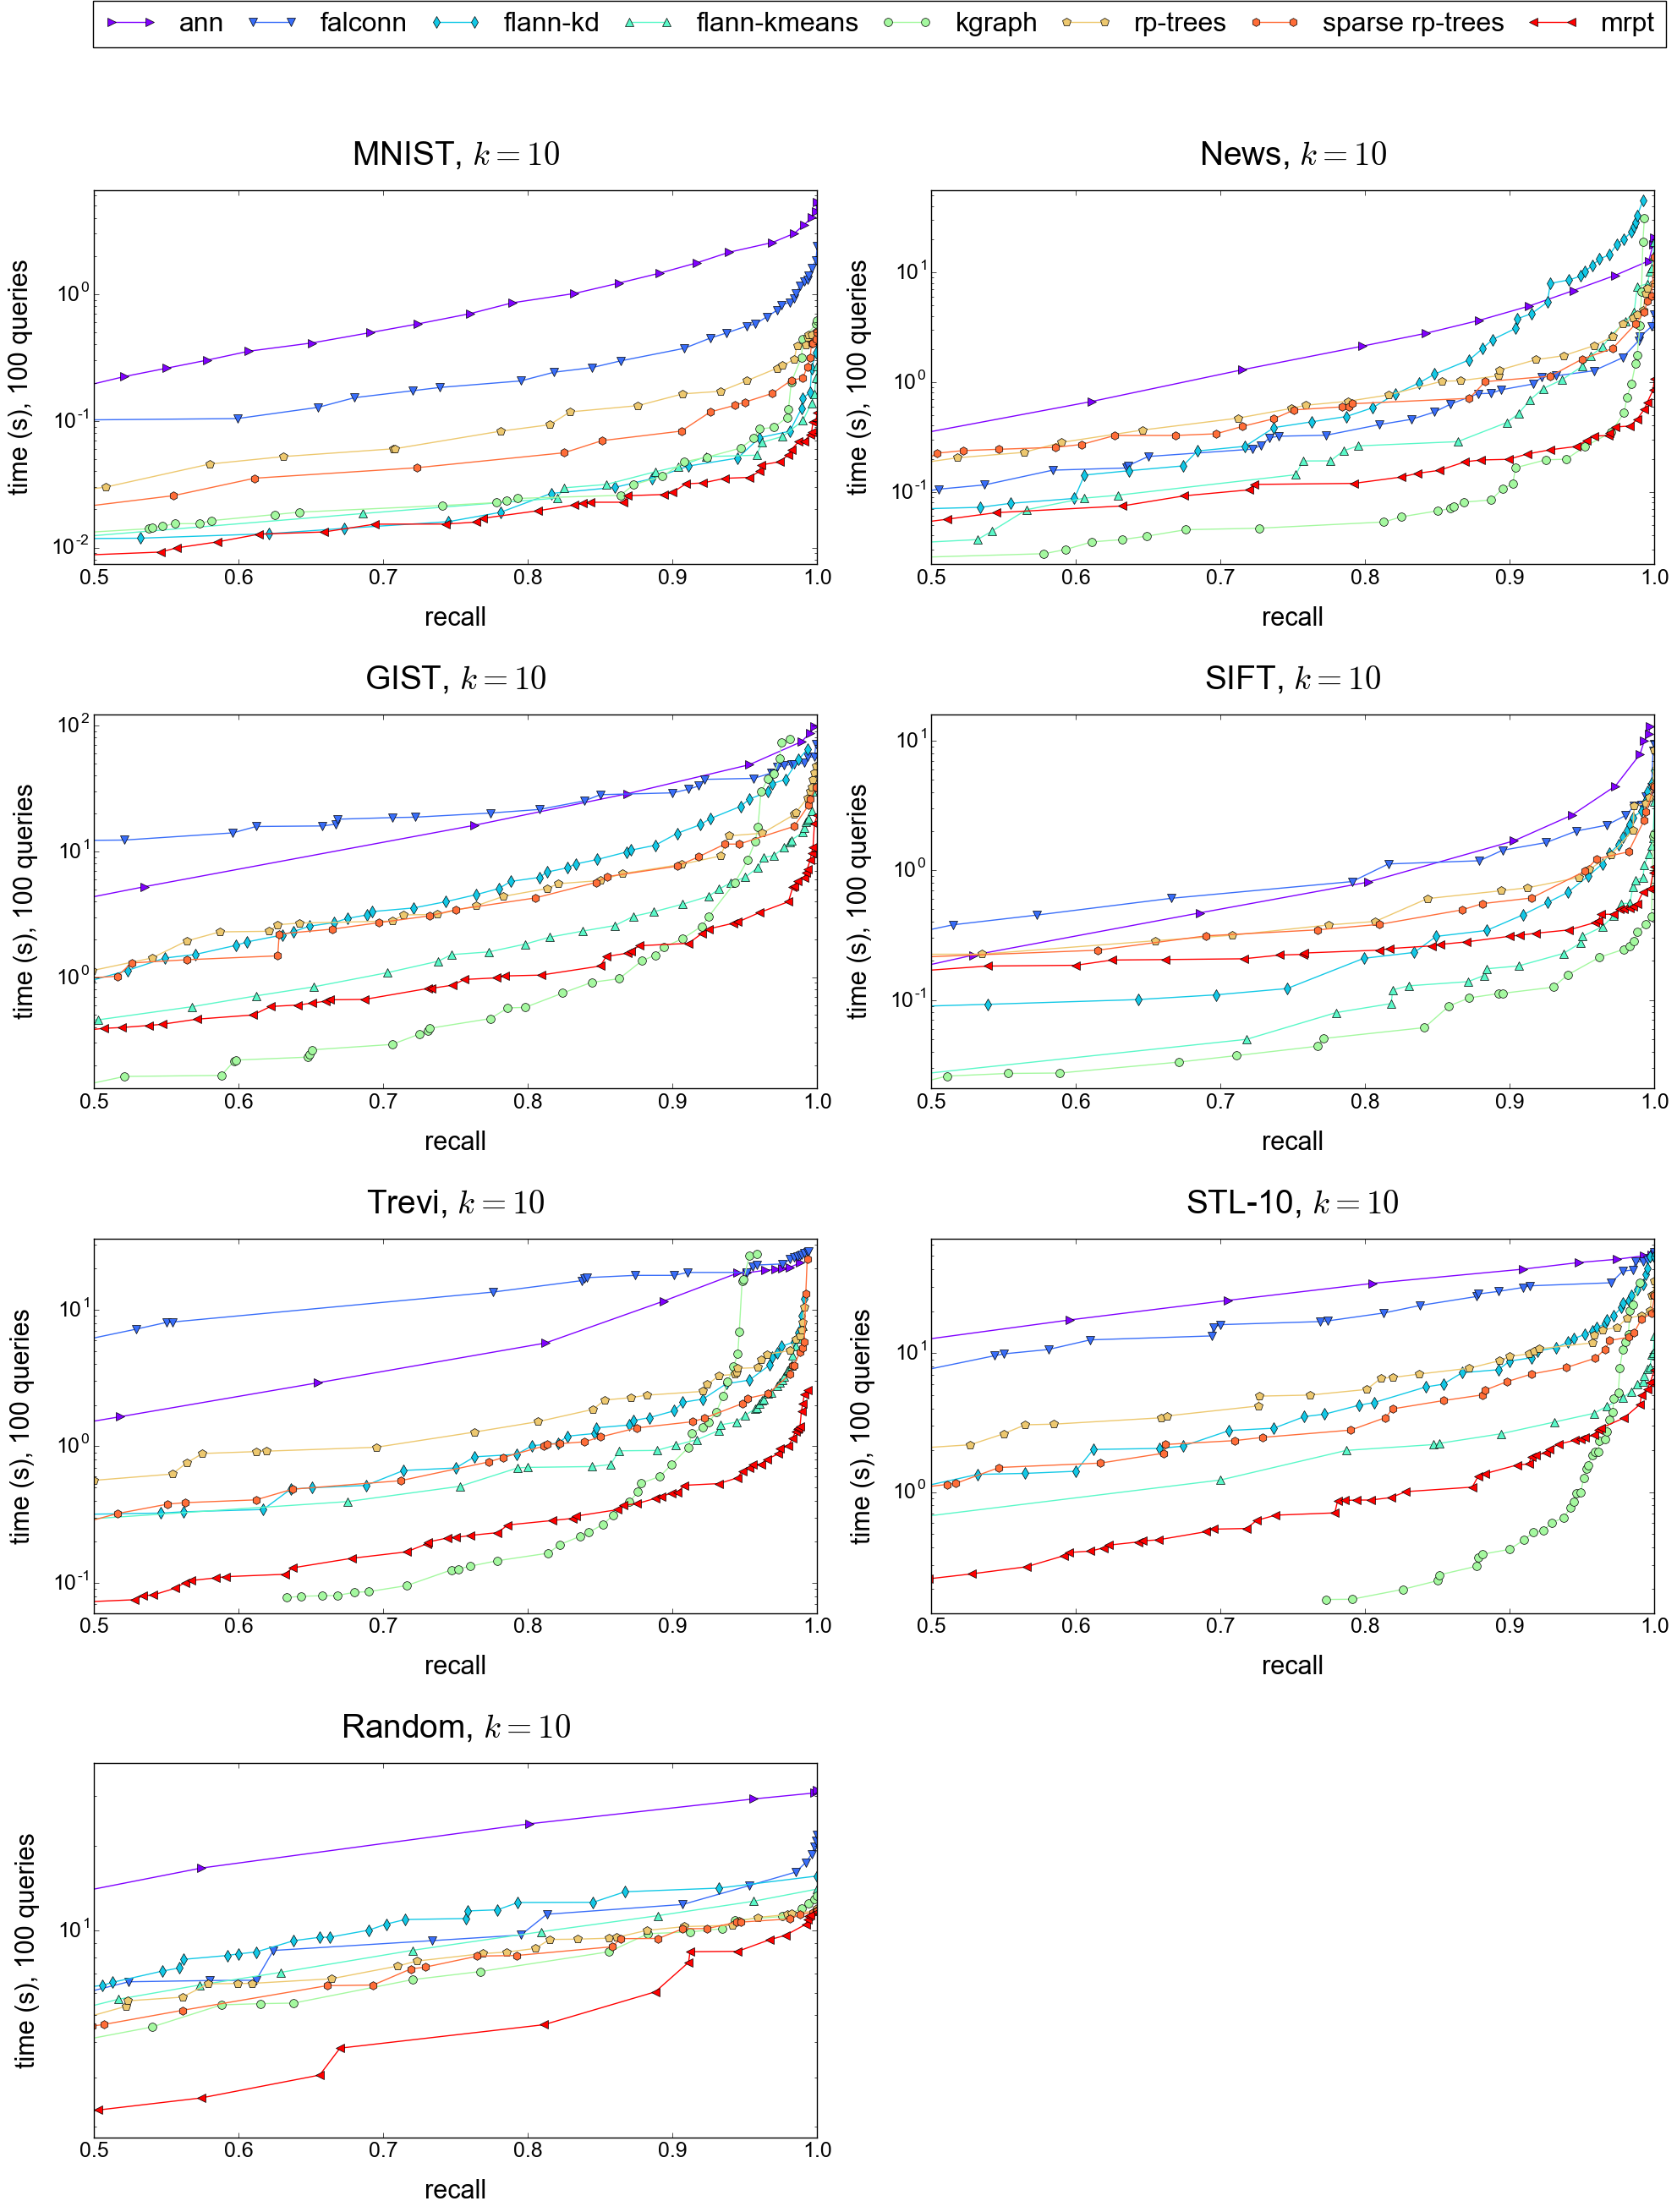 ann falconn flann-kd flann-kmeans kgraph rp-trees sparse rp-trees mrpt
MNIST, k = 10
time (s), 100 queries
10^0
10^-1
10^-2
0.5 0.6 0.7 0.8 0.9 1.0
recall
News, k = 10
time (s), 100 queries
10^1
10^0
10^-1
0.5 0.6 0.7 0.8 0.9 1.0
recall
GIST, k = 10
time (s), 100 queries
10^2
10^1
10^0
0.5 0.6 0.7 0.8 0.9 1.0
recall
SIFT, k = 10
time (s), 100 queries
10^1
10^0
10^-1
0.5 0.6 0.7 0.8 0.9 1.0
recall
Trevi, k = 10
time (s), 100 queries
10^1
10^0
10^-1
0.5 0.6 0.7 0.8 0.9 1.0
recall
STL-10, k = 10
time (s), 100 queries
10^1
10^0
0.5 0.6 0.7 0.8 0.9 1.0
recall
Random, k = 10
time (s), 100 queries
10^1
0.5 0.6 0.7 0.8 0.9 1.0
recall